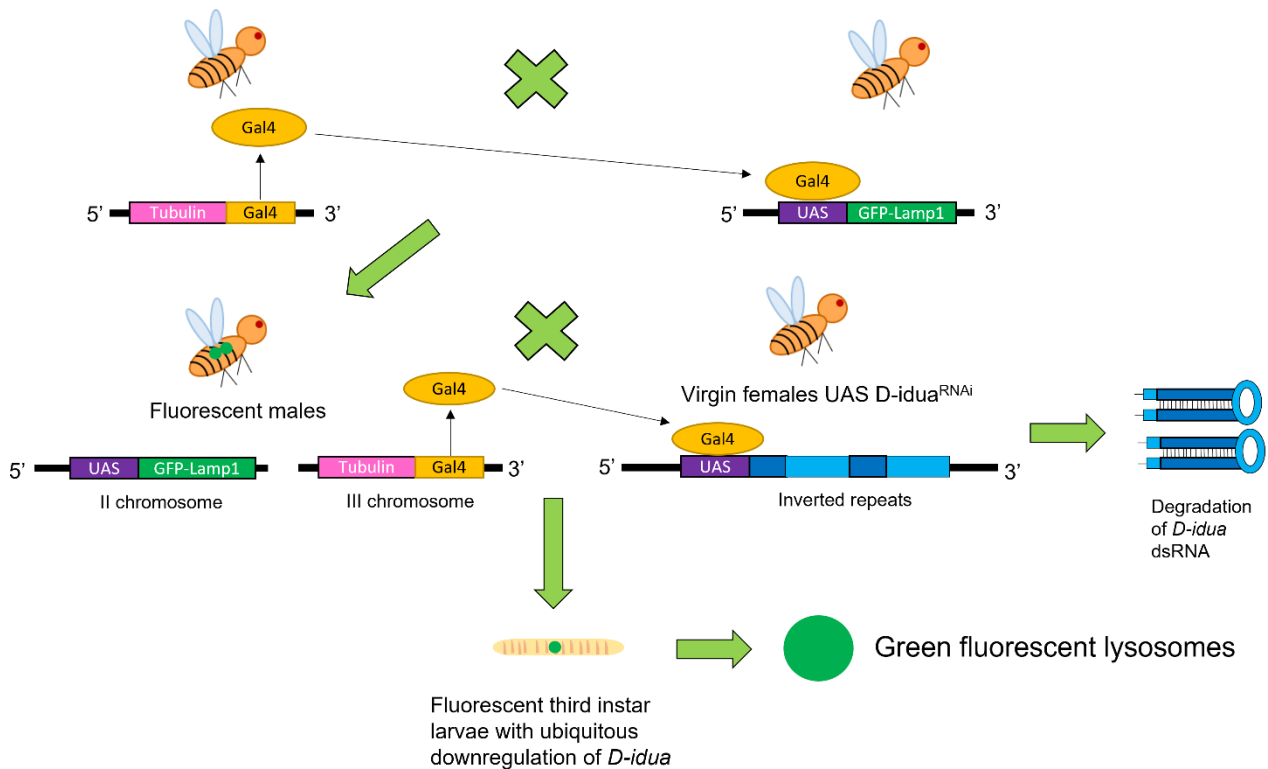 Gal4
Gal4
5’ Tubulin Gal4 3’
5’ UAS GFP-Lamp1 3’
Gal4
Fluorescent males
Virgin females UAS D-iduaRNAi
Gal4
5’ UAS GFP-Lamp1
Tubulin Gal4 3’
5’ UAS 3’
II chromosome
III chromosome
Inverted repeats
Degradation
of D-idua
dsRNA
Green fluorescent lysosomes
Fluorescent third instar
larvae with ubiquitous
downregulation of D-idua